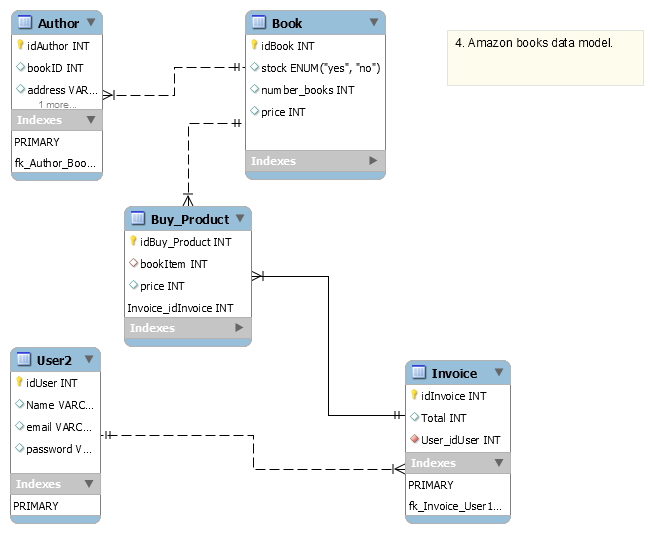 Author
idAuthor INT
bookID INT
address VAR...
1 more...
Indexes
PRIMARY
fk_Author_Boo...
Book
idBook INT
stock ENUM("yes", "no")
number_books INT
price INT
Indexes
4. Amazon books data model.
Buy_Product
idBuy_Product INT
bookItem INT
price INT
Invoice_idInvoice INT
Indexes
User2
idUser INT
Name VARC...
email VARC...
password V...
Indexes
PRIMARY
Invoice
idInvoice INT
Total INT
User_idUser INT
Indexes
PRIMARY
fk_Invoice_User1...